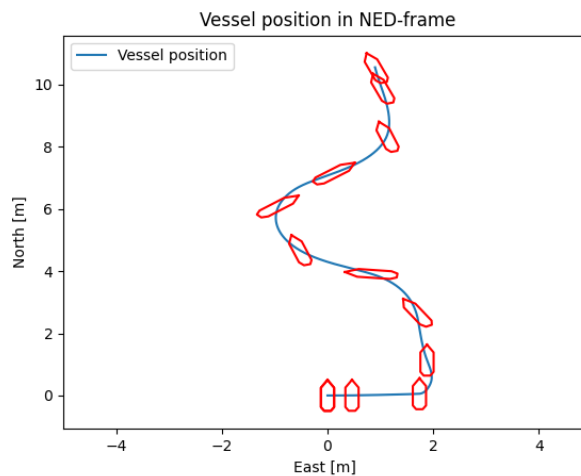 Vessel position in NED-frame
Vessel position
10
8
6
4
2
0
North [m]
−4
−2
0
2
4
East [m]